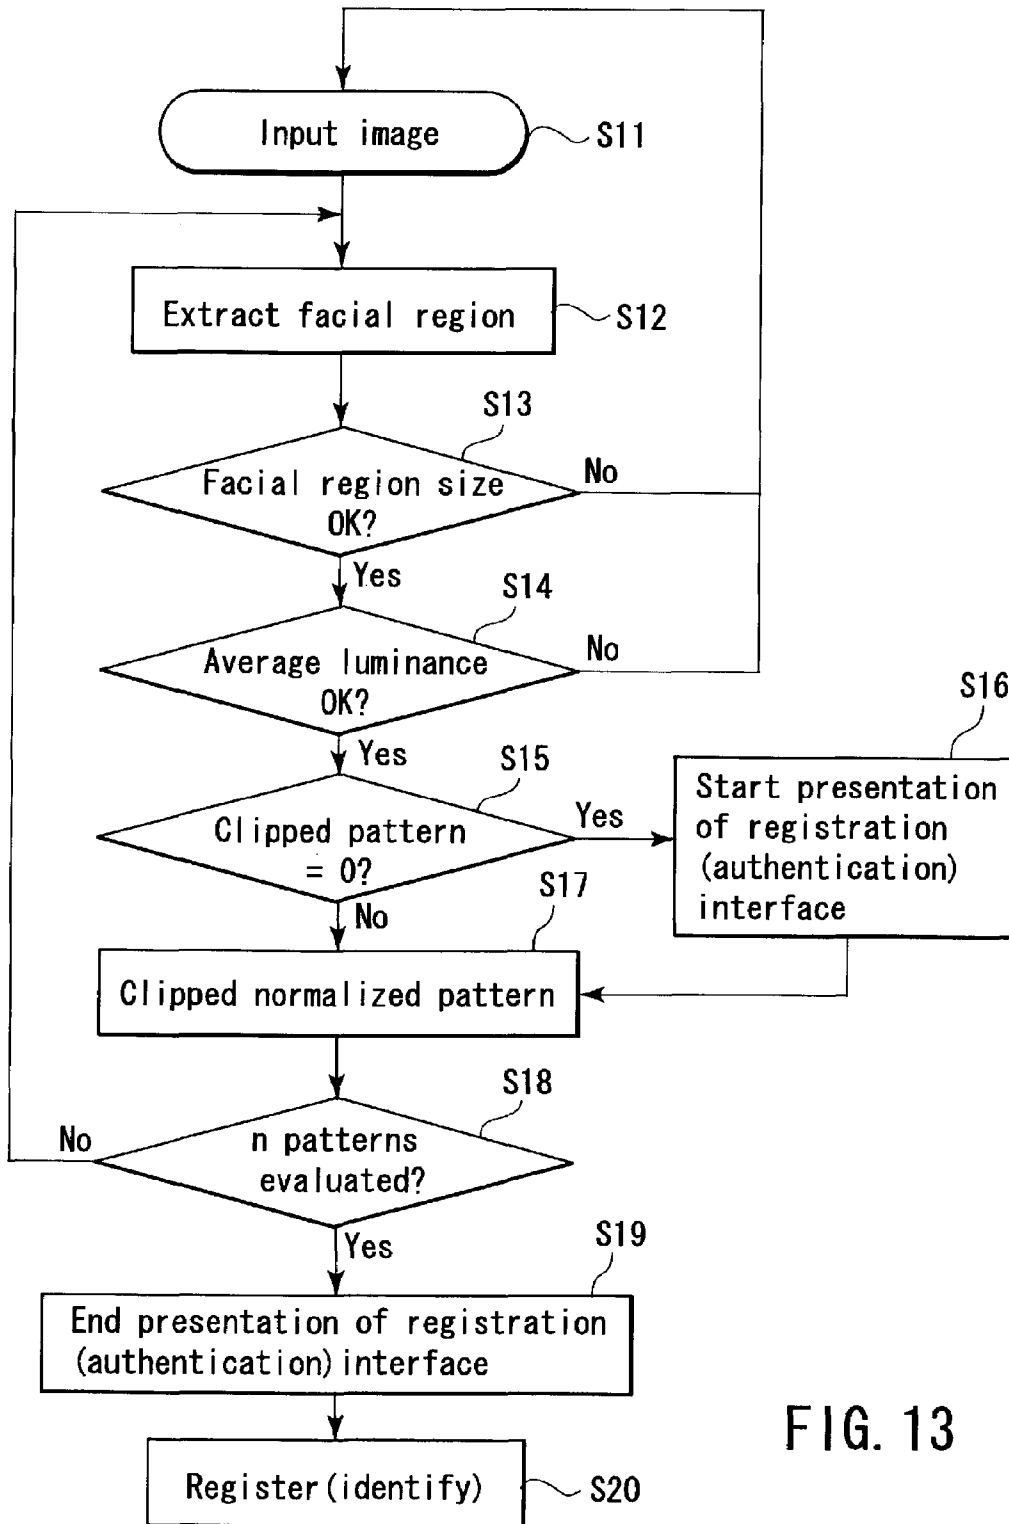 Input image
S11
Extract facial region
S12
S13
Facial region size
OK?
No
Yes
S14
Average luminance
OK?
No
Yes
S15
Clipped pattern
= 0?
Yes
No
S16
Start presentation
of registration
(authentication)
interface
S17
Clipped normalized pattern
S18
n patterns
evaluated?
No
Yes
S19
End presentation of registration
(authentication) interface
Register (identify)
S20
FIG. 13